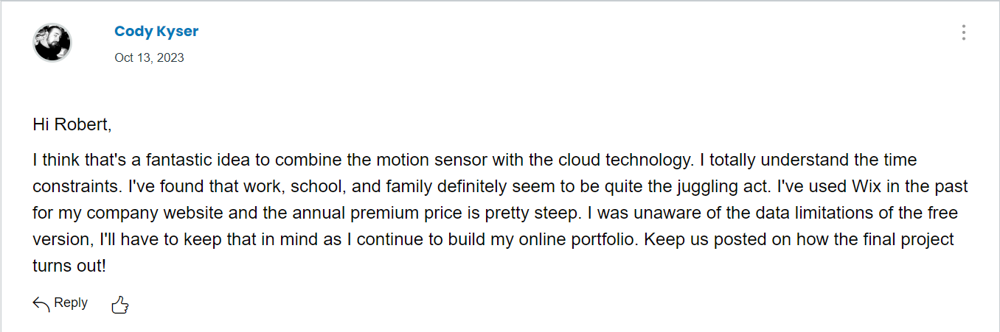 Cody Kyser
Oct 13, 2023
Hi Robert,
I think that's a fantastic idea to combine the motion sensor with the cloud technology. I totally understand the time
constraints. I've found that work, school, and family definitely seem to be quite the juggling act. I've used Wix in the past
for my company website and the annual premium price is pretty steep. I was unaware of the data limitations of the free
version, I'll have to keep that in mind as I continue to build my online portfolio. Keep us posted on how the final project
turns out!
Reply